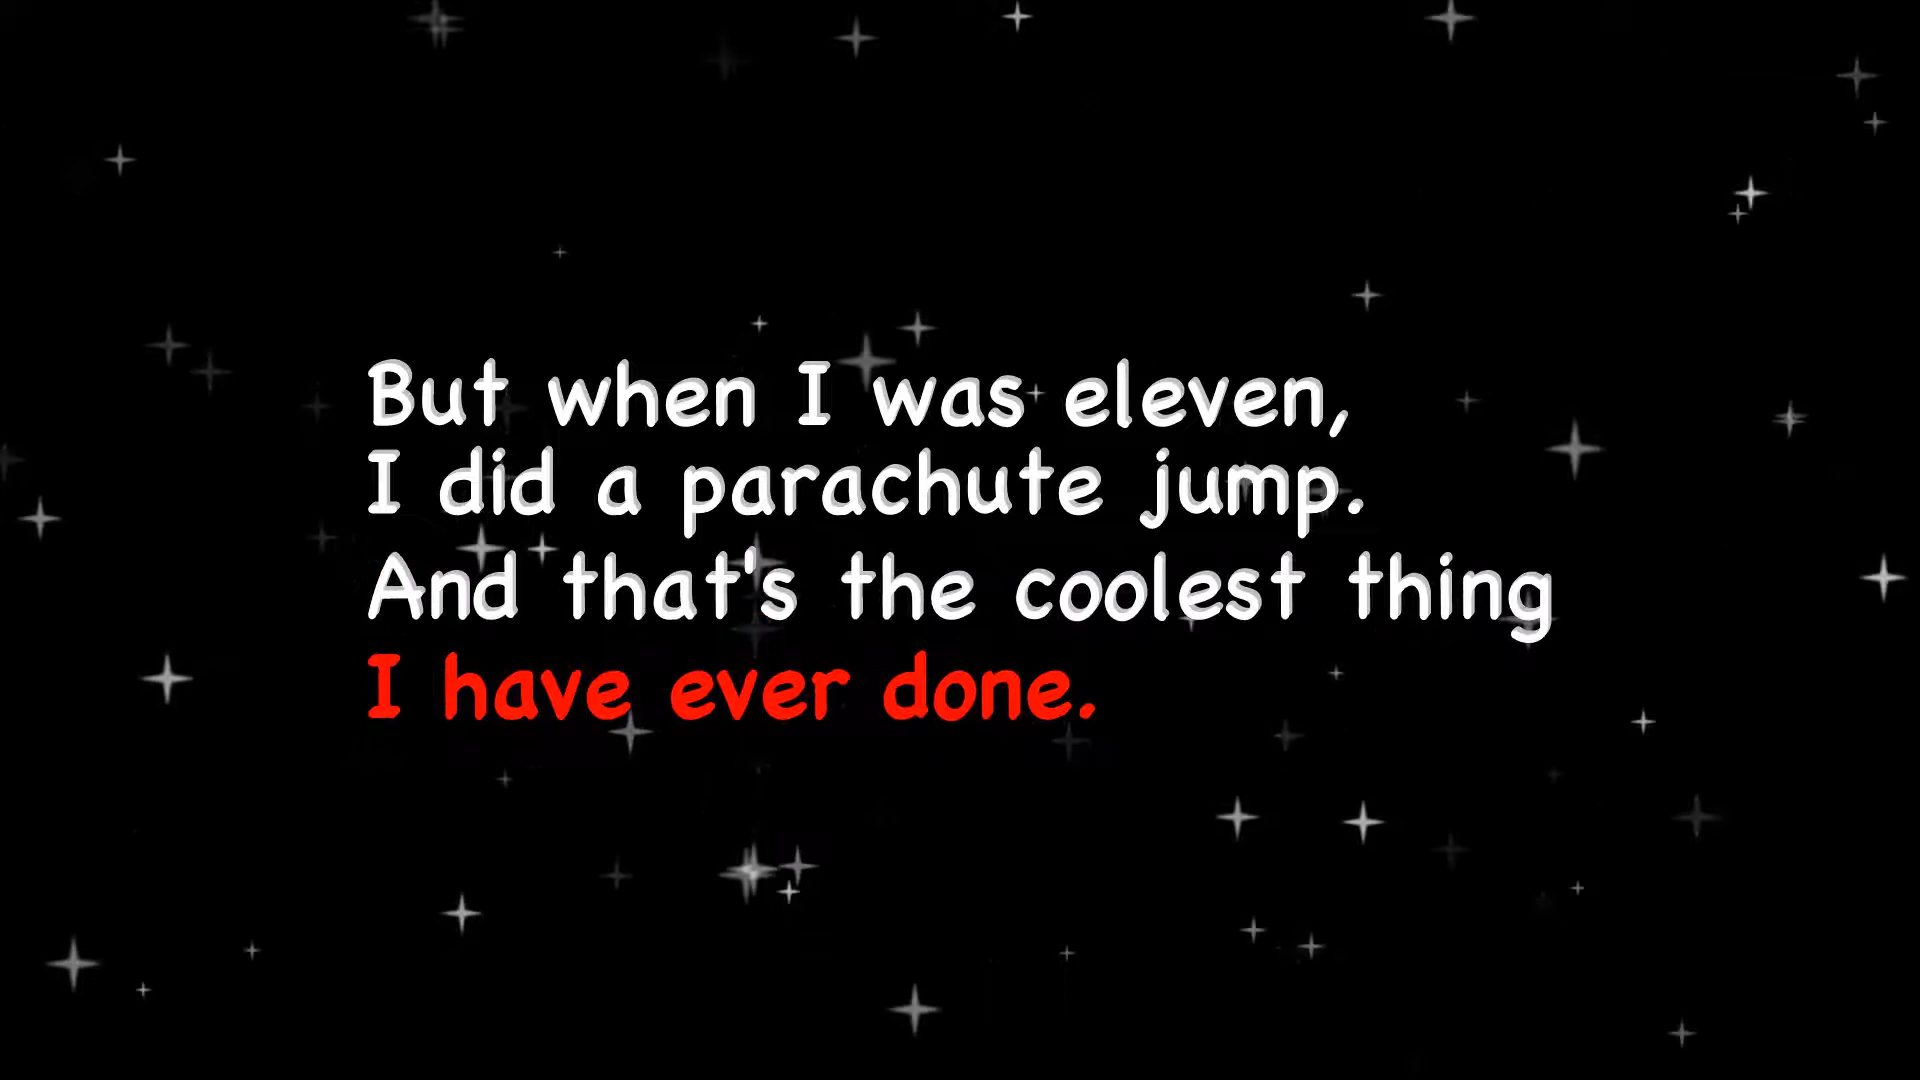 But when I was eleven,
I did a parachute jump.
And that's the coolest thing
I have ever done.